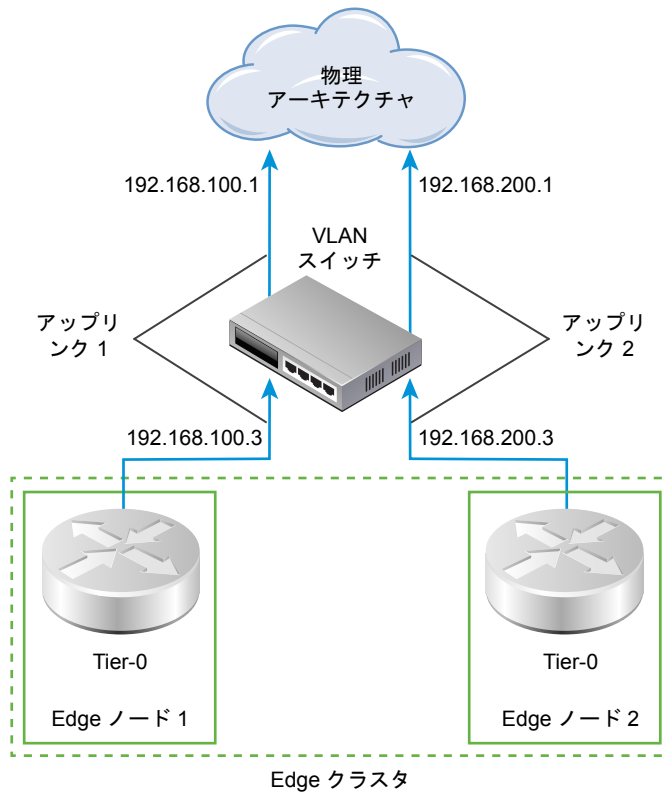 物理
アーキテクチャ
192.168.100.1
192.168.200.1
VLAN
スイッチ
アップリ
ンク 1
アップリ
ンク 2
192.168.100.3
192.168.200.3
Tier-0
Tier-0
Edge ノード 1
Edge ノード 2
Edge クラスタ